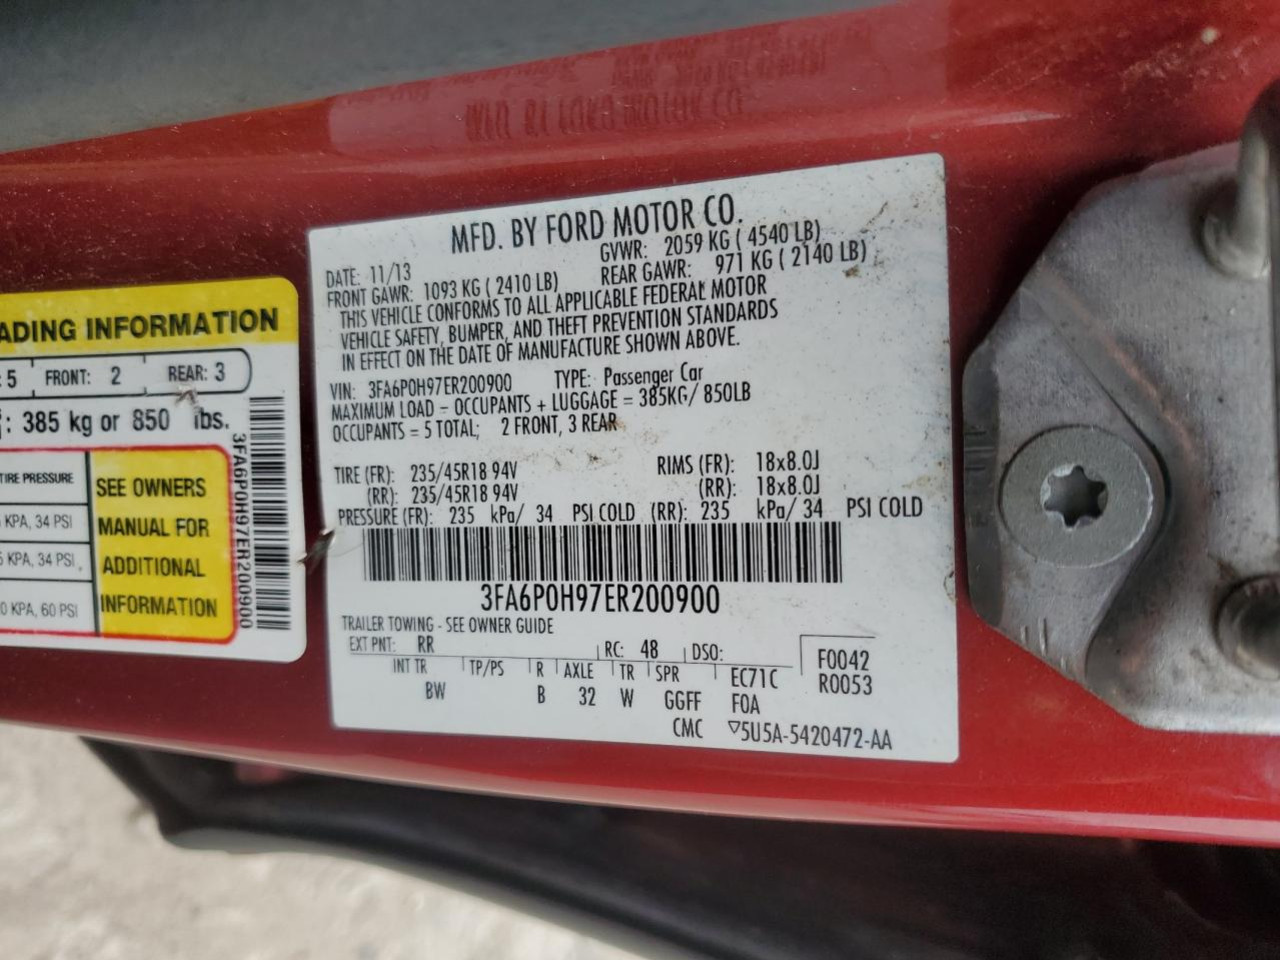 MFD. BY FORD MOTOR CO.
DATE: 11/13 GVWR: 2059 KG ( 4540 LB)
FRONT GAWR: 1093 KG ( 2410 LB) REAR GAWR: 971 KG ( 2140 LB)
THIS VEHICLE CONFORMS TO ALL APPLICABLE FEDERAL MOTOR
VEHICLE SAFETY, BUMPER, AND THEFT PREVENTION STANDARDS
IN EFFECT ON THE DATE OF MANUFACTURE SHOWN ABOVE.
VIN: 3FA6P0H97ER200900 TYPE: Passenger Car
MAXIMUM LOAD - OCCUPANTS + LUGGAGE = 385KG/ 850LB
OCCUPANTS = 5 TOTAL; 2 FRONT, 3 REAR
TIRE (FR): 235/45R18 94V RIMS (FR): 18x8.0J
(RR): 235/45R18 94V (RR): 18x8.0J
PRESSURE (FR): 235 kPa/ 34 PSI COLD (RR): 235 kPa/ 34 PSI COLD
3FA6P0H97ER200900
TRAILER TOWING - SEE OWNER GUIDE
EXT PNT: RR RC: 48 DSO: F0042
INT TR TP/PS R AXLE TR SPR EC71C R0053
BW B 32 W GGFF FOA
CMC ▽5U5A-5420472-AA
ADING INFORMATION
: 5 FRONT: 2 REAR: 3
: 385 kg or 850 lbs.
TIRE PRESSURE
KPA, 34 PSI
KPA, 34 PSI
KPA, 60 PSI
SEE OWNERS
MANUAL FOR
ADDITIONAL
INFORMATION
3FA6P0H97ER200900